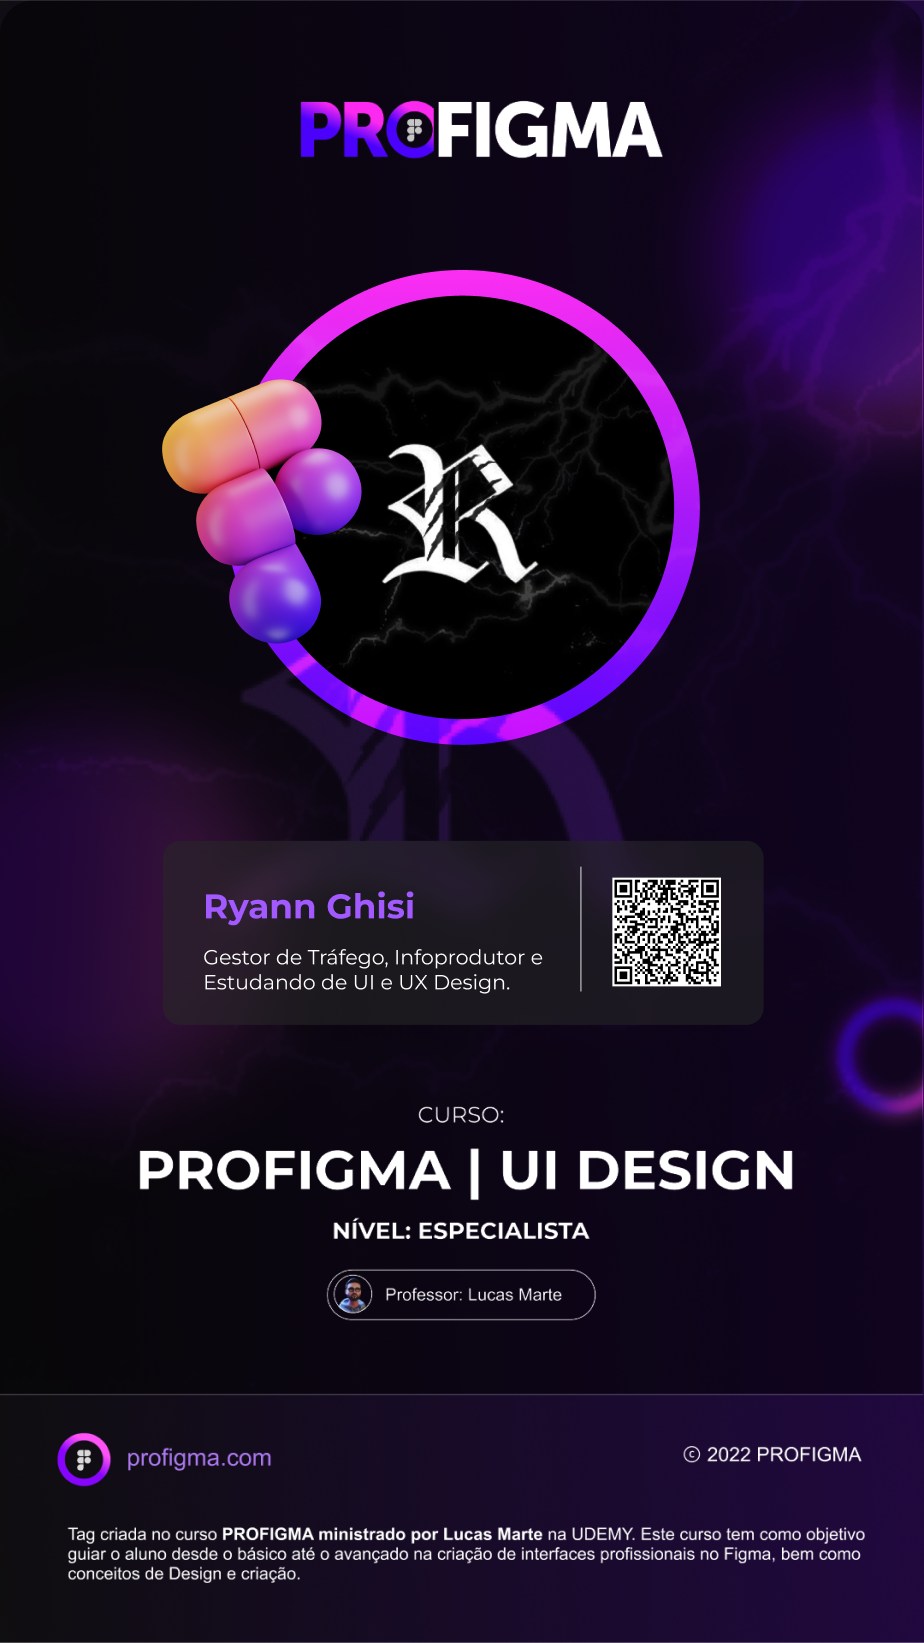 PROFIGMA
R
Ryann Ghisi
Gestor de Tráfego, Infoprodutor e
Estudando de UI e UX Design.
CURSO:
PROFIGMA | UI DESIGN
NÍVEL: ESPECIALISTA
Professor: Lucas Marte
profigma.com
© 2022 PROFIGMA
Tag criada no curso PROFIGMA ministrado por Lucas Marte na UDEMY. Este curso tem como objetivo
guiar o aluno desde o básico até o avançado na criação de interfaces profissionais no Figma, bem como
conceitos de Design e criação.